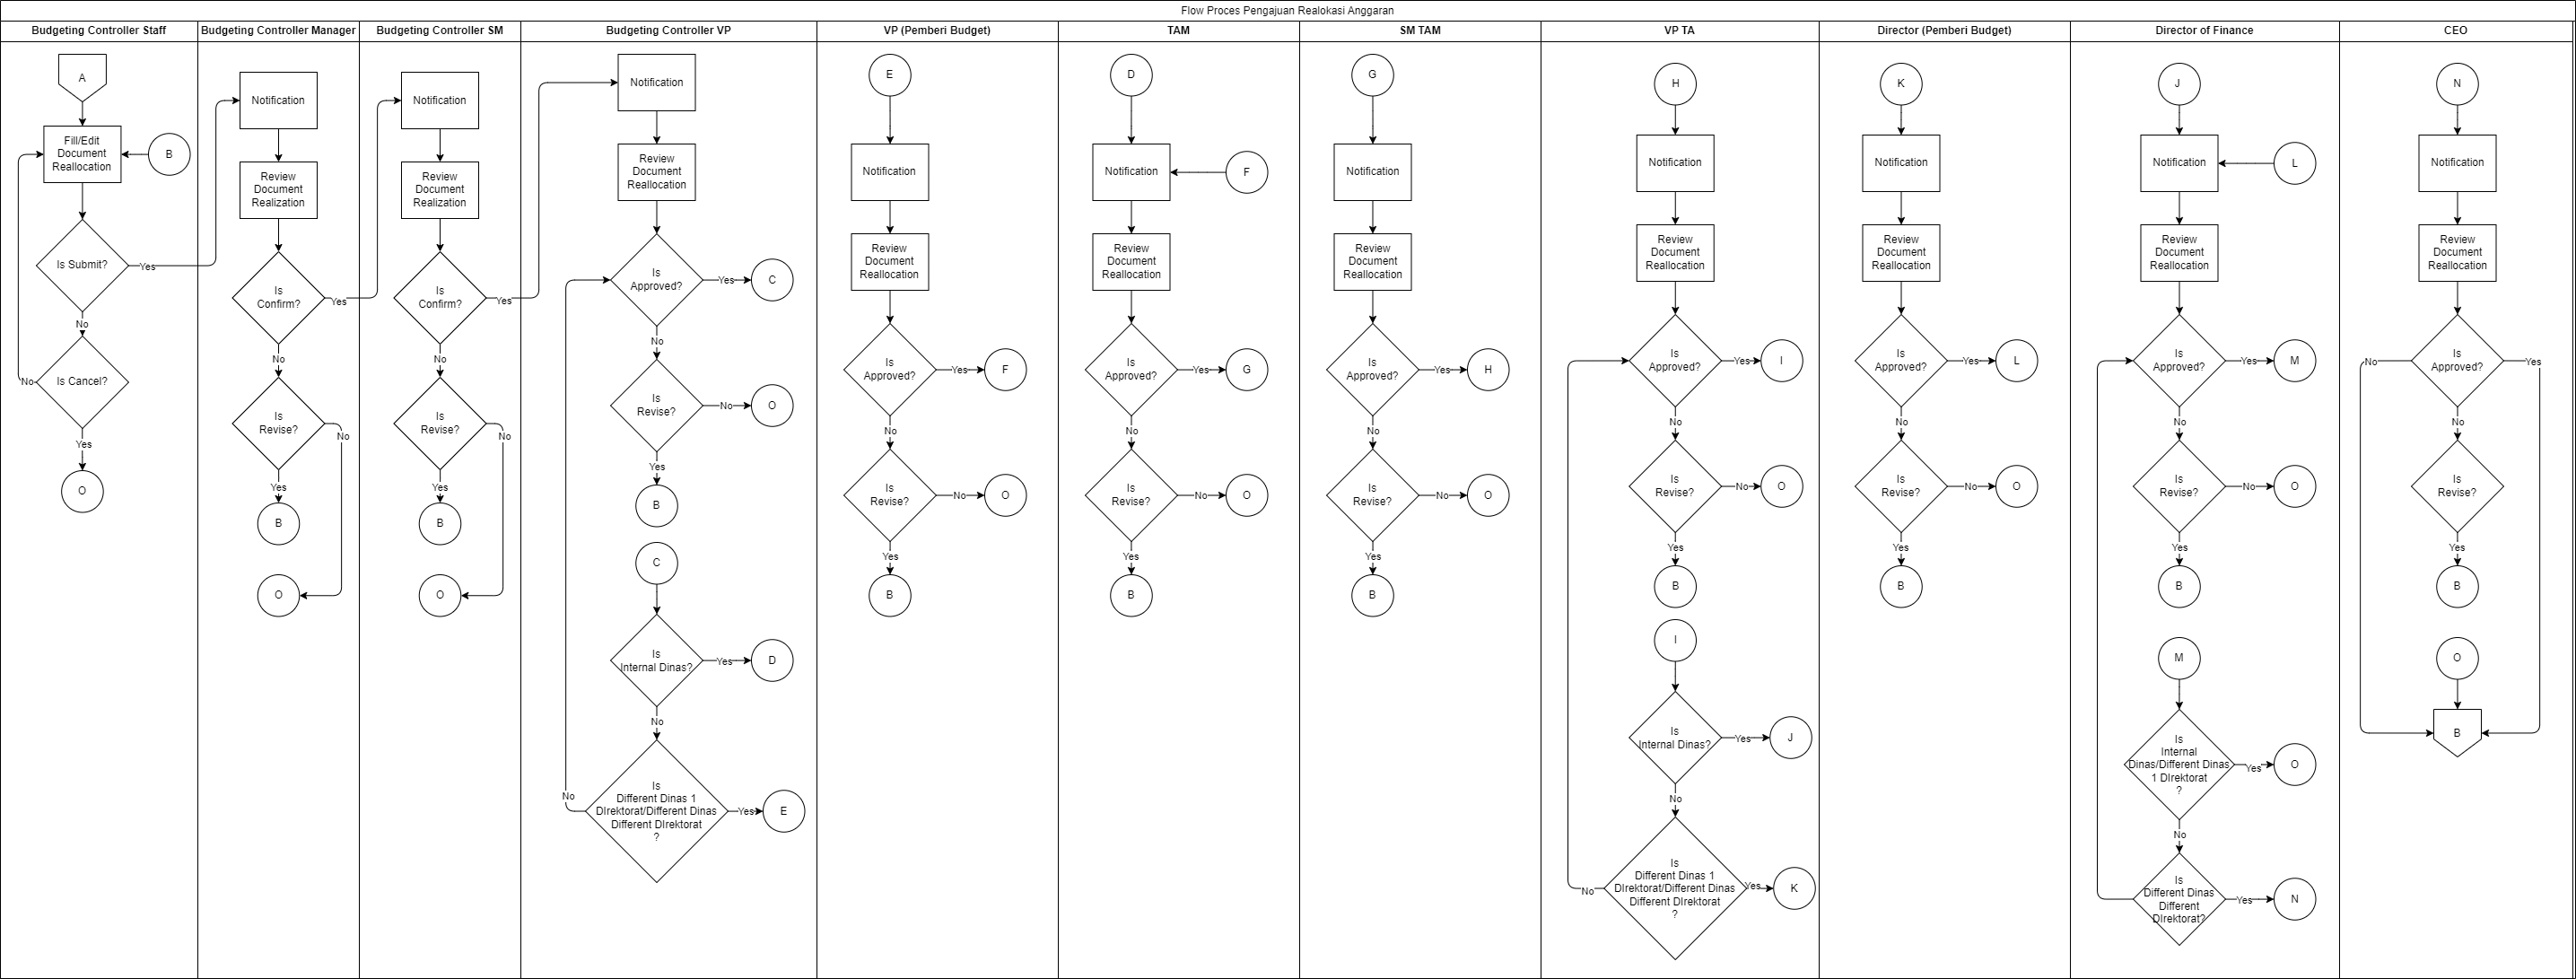 Flow Proces Pengajuan Realokasi Anggaran
Budgeting Controller Staff
A
Fill/Edit
Document
Reallocation
B
Is Submit?
Yes
No
Is Cancel?
No
Yes
O
Budgeting Controller Manager
Notification
Review
Document
Realization
Is
Confirm?
Yes
No
Is
Revise?
No
Yes
B
O
Budgeting Controller SM
Notification
Review
Document
Realization
Is
Confirm?
Yes
No
Is
Revise?
No
Yes
B
O
Budgeting Controller VP
Notification
Review
Document
Reallocation
Is
Approved?
Yes
C
No
Is
Revise?
No
O
Yes
B
C
Is
Internal Dinas?
Yes
D
No
Is
Different Dinas 1
DIrektorat/Different Dinas
Different DIrektorat
?
No
Yes
E
VP (Pemberi Budget)
E
Notification
Review
Document
Reallocation
Is
Approved?
Yes
F
No
Is
Revise?
No
O
Yes
B
TAM
D
Notification
F
Review
Document
Reallocation
Is
Approved?
Yes
G
No
Is
Revise?
No
O
Yes
B
SM TAM
G
Notification
Review
Document
Reallocation
Is
Approved?
Yes
H
No
Is
Revise?
No
O
Yes
B
VP TA
H
Notification
Review
Document
Reallocation
Is
Approved?
Yes
I
No
Is
Revise?
No
O
Yes
B
I
Is
Internal Dinas?
Yes
J
No
Is
Different Dinas 1
DIrektorat/Different Dinas
Different DIrektorat
?
No
Yes
K
Director (Pemberi Budget)
K
Notification
Review
Document
Reallocation
Is
Approved?
Yes
L
No
Is
Revise?
No
O
Yes
B
Director of Finance
J
Notification
L
Review
Document
Reallocation
Is
Approved?
Yes
M
No
Is
Revise?
No
O
Yes
B
M
Is
Internal
Dinas/Different Dinas
1 DIrektorat
?
Yes
O
No
Is
Different Dinas
Different
DIrektorat?
Yes
N
CEO
N
Notification
Review
Document
Reallocation
No
Is
Approved?
Yes
No
Is
Revise?
Yes
B
O
B